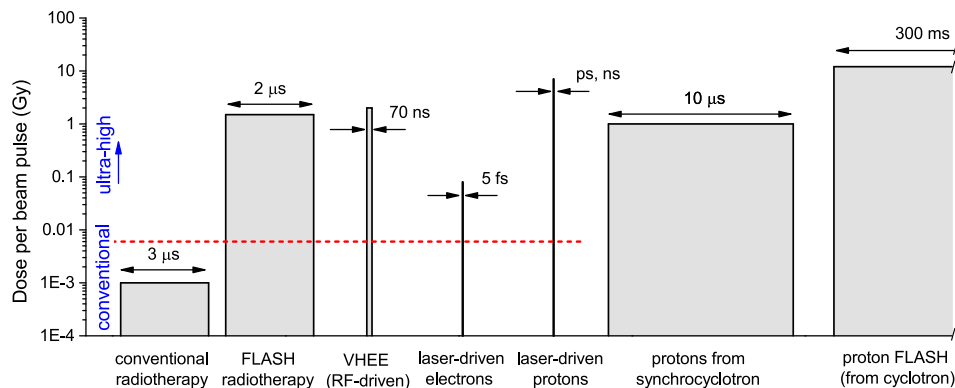 Dose per beam pulse (Gy)
100
10
1
0.1
0.01
1E-3
1E-4
ultra-high
conventional
3 µs
2 µs
70 ns
5 fs
ps, ns
10 µs
300 ms
conventional
radiotherapy
FLASH
radiotherapy
VHEE
(RF-driven)
laser-driven
electrons
laser-driven
protons
protons from
synchrocyclotron
proton FLASH
(from cyclotron)